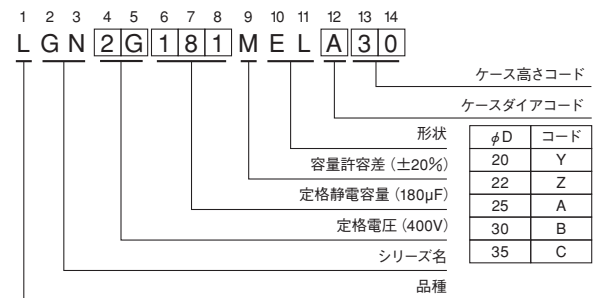 1 2 3 4 5 6 7 8 9 10 11 12 13 14
L G N 2 G 1 8 1 M E L A 3 0
ケース高さコード
ケースダイアコード
形状
容量許容差 (±20%)
定格静電容量 (180µF)
定格電圧 (400V)
シリーズ名
品種
φD コード
20 Y
22 Z
25 A
30 B
35 C